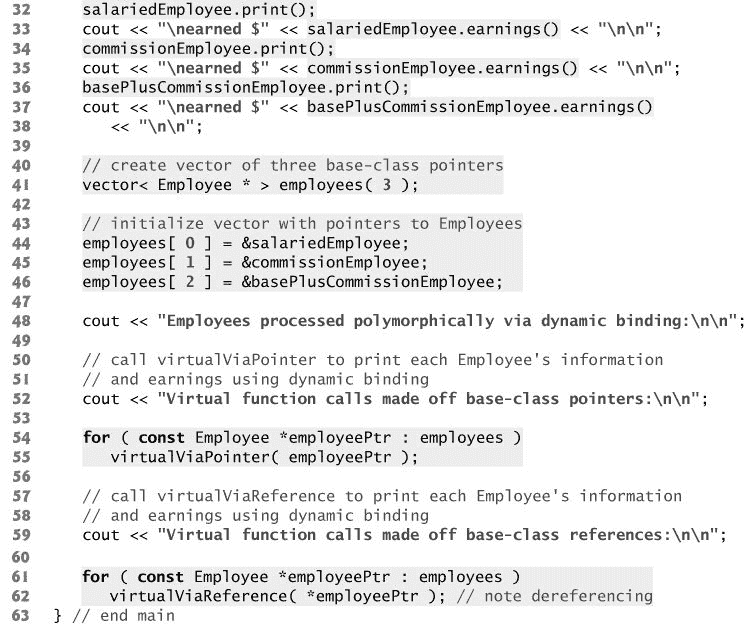 32 salariedEmployee.print();
33 cout << "\nearned $" << salariedEmployee.earnings() << "\n\n";
34 commissionEmployee.print();
35 cout << "\nearned $" << commissionEmployee.earnings() << "\n\n";
36 basePlusCommissionEmployee.print();
37 cout << "\nearned $" << basePlusCommissionEmployee.earnings()
38 << "\n\n";
39
40 // create vector of three base-class pointers
41 vector< Employee * > employees( 3 );
42
43 // initialize vector with pointers to Employees
44 employees[ 0 ] = &salariedEmployee;
45 employees[ 1 ] = &commissionEmployee;
46 employees[ 2 ] = &basePlusCommissionEmployee;
47
48 cout << "Employees processed polymorphically via dynamic binding:\n\n";
49
50 // call virtualViaPointer to print each Employee's information
51 // and earnings using dynamic binding
52 cout << "Virtual function calls made off base-class pointers:\n\n";
53
54 for ( const Employee *employeePtr : employees )
55 virtualViaPointer( employeePtr );
56
57 // call virtualViaReference to print each Employee's information
58 // and earnings using dynamic binding
59 cout << "Virtual function calls made off base-class references:\n\n";
60
61 for ( const Employee *employeePtr : employees )
62 virtualViaReference( *employeePtr ); // note dereferencing
63 } // end main